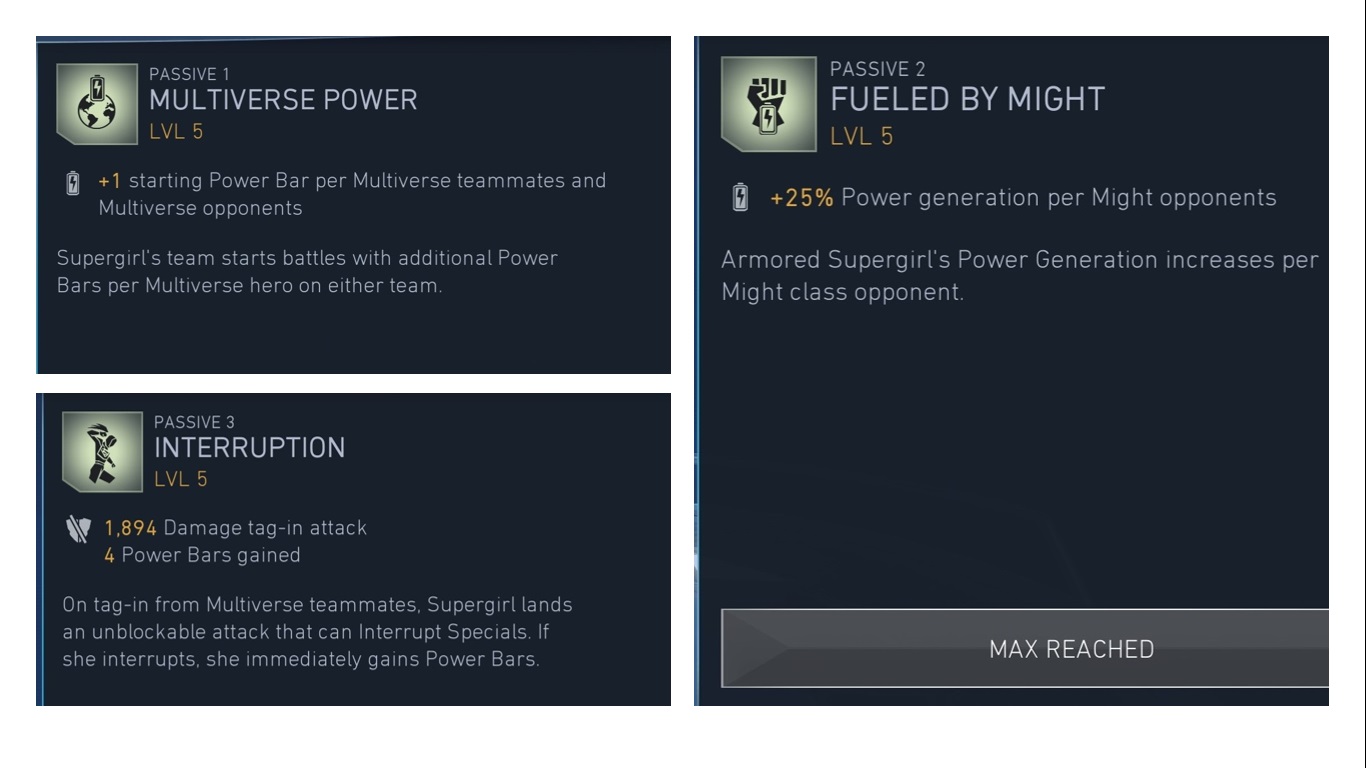 PASSIVE 1
MULTIVERSE POWER
LVL 5
+1 starting Power Bar per Multiverse teammates and
Multiverse opponents
Supergirl's team starts battles with additional Power
Bars per Multiverse hero on either team.
PASSIVE 2
FUELED BY MIGHT
LVL 5
+25% Power generation per Might opponents
Armored Supergirl's Power Generation increases per
Might class opponent.
MAX REACHED
PASSIVE 3
INTERRUPTION
LVL 5
1,894 Damage tag-in attack
4 Power Bars gained
On tag-in from Multiverse teammates, Supergirl lands
an unblockable attack that can Interrupt Specials. If
she interrupts, she immediately gains Power Bars.